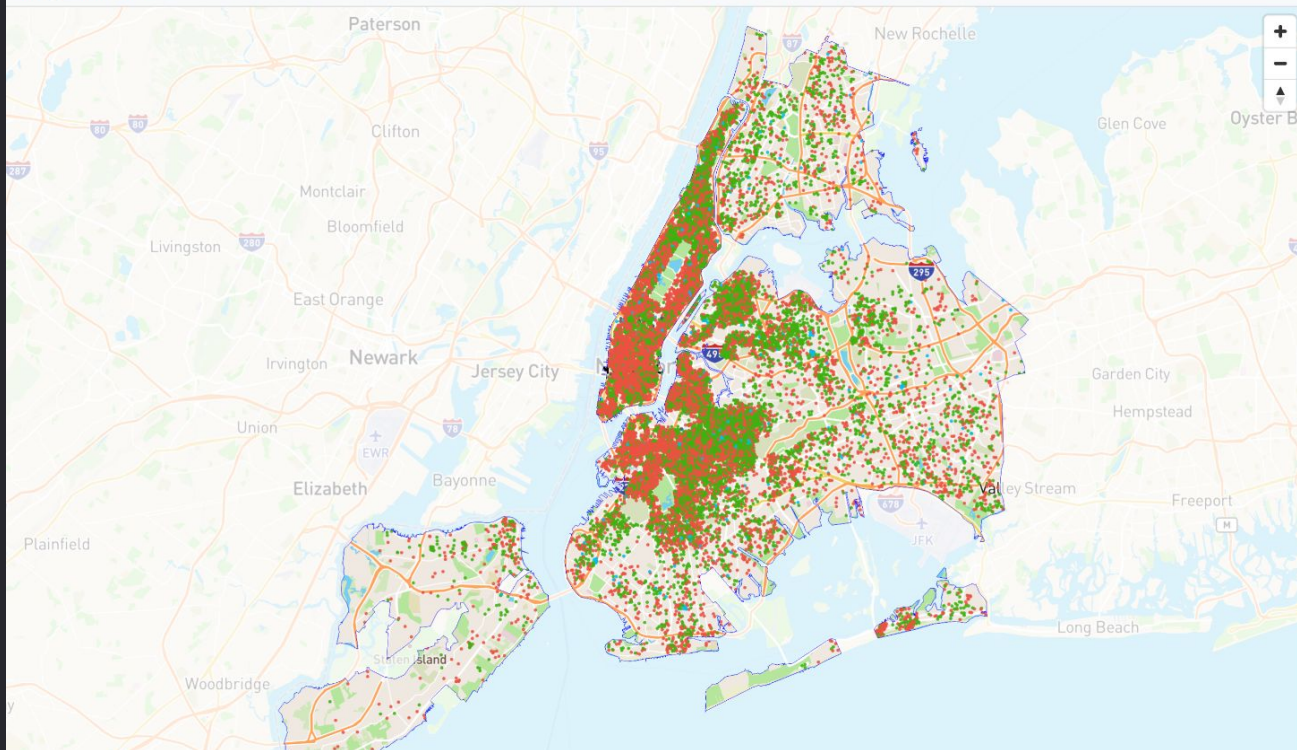 Paterson
New Rochelle
87
+
−
Glen Cove
Oyster B
80
80
Clifton
95
287
Montclair
Bloomfield
Livingston
280
295
East Orange
Irvington
Newark
Jersey City
495
Garden City
Hempstead
Union
78
EWR
Elizabeth
Bayonne
Valley Stream
678
Freeport
M
JFK
Plainfield
Long Beach
Staten Island
Woodbridge
y